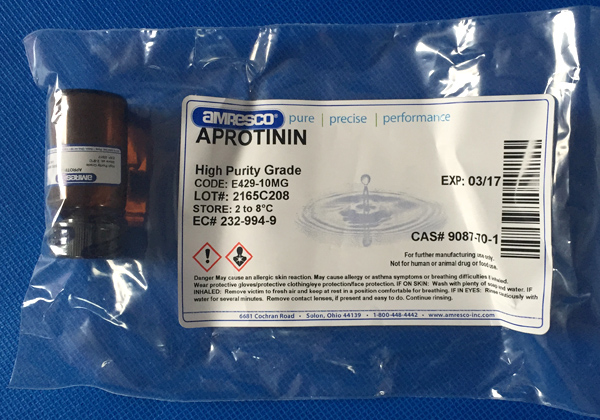 AMRESCO® pure | precise | performance
APROTININ
High Purity Grade
CODE: E429-10MG
LOT#: 2165C208
STORE: 2 to 8°C
EC# 232-994-9
EXP: 03/17
CAS# 9087-70-1
For further manufacturing use only.
Not for human or animal drug or food use.
Danger May cause an allergic skin reaction. May cause allergy or asthma symptoms or breathing difficulties if inhaled.
Wear protective gloves/protective clothing/eye protection/face protection. IF ON SKIN: Wash with plenty of soap and water. IF
INHALED: Remove victim to fresh air and keep at rest in a position comfortable for breathing. IF IN EYES: Rinse cautiously with
water for several minutes. Remove contact lenses, if present and easy to do. Continue rinsing.
6681 Cochran Road • Solon, Ohio 44139 • 1-800-448-4442 • www.amresco-inc.com
AMRESCO
High Purity Grade